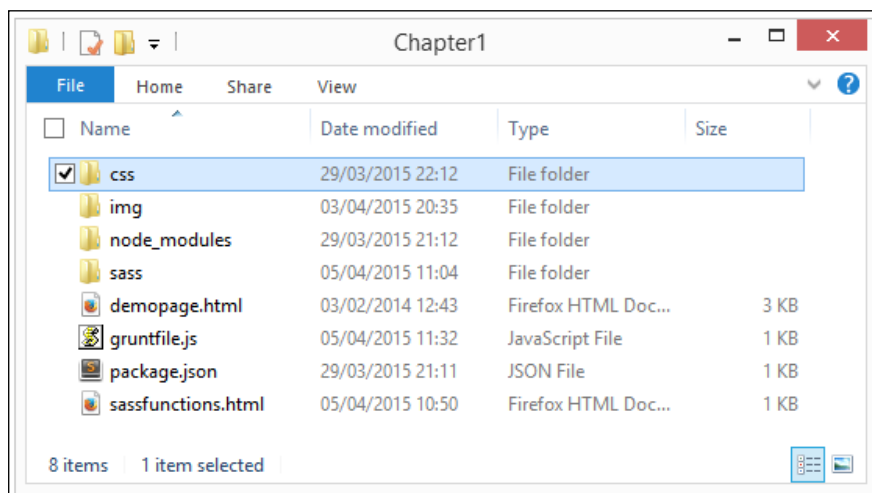 Chapter1
File Home Share View
Name Date modified Type Size
css 29/03/2015 22:12 File folder
img 03/04/2015 20:35 File folder
node_modules 29/03/2015 21:12 File folder
sass 05/04/2015 11:04 File folder
demopage.html 03/02/2014 12:43 Firefox HTML Doc... 3 KB
gruntfile.js 05/04/2015 11:32 JavaScript File 1 KB
package.json 29/03/2015 21:11 JSON File 1 KB
sassfunctions.html 05/04/2015 10:50 Firefox HTML Doc... 1 KB
8 items 1 item selected